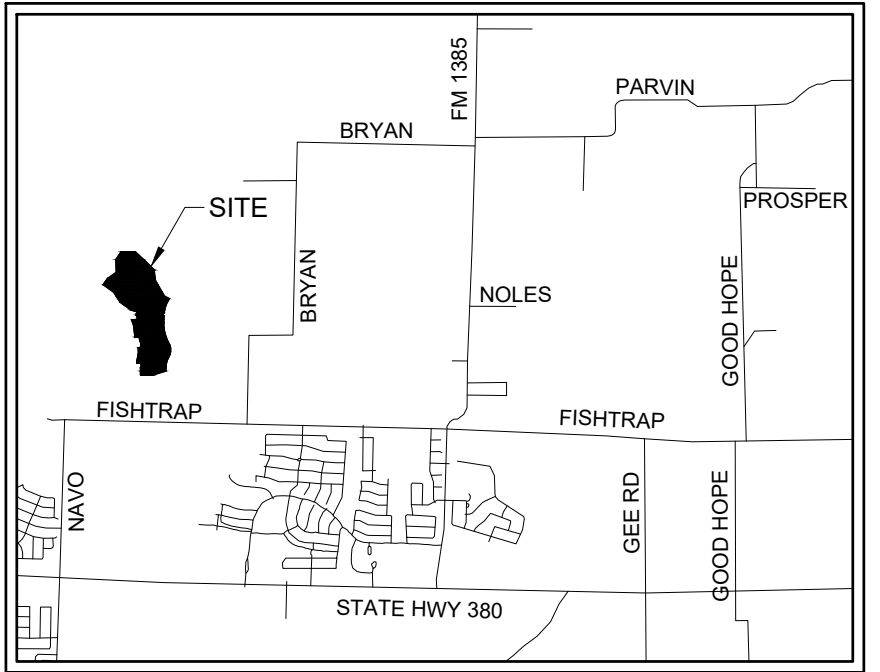 FM 1385
PARVIN
BRYAN
PROSPER
SITE
BRYAN
NOLES
GOOD HOPE
FISHTRAP
FISHTRAP
NAVO
GEE RD
GOOD HOPE
STATE HWY 380